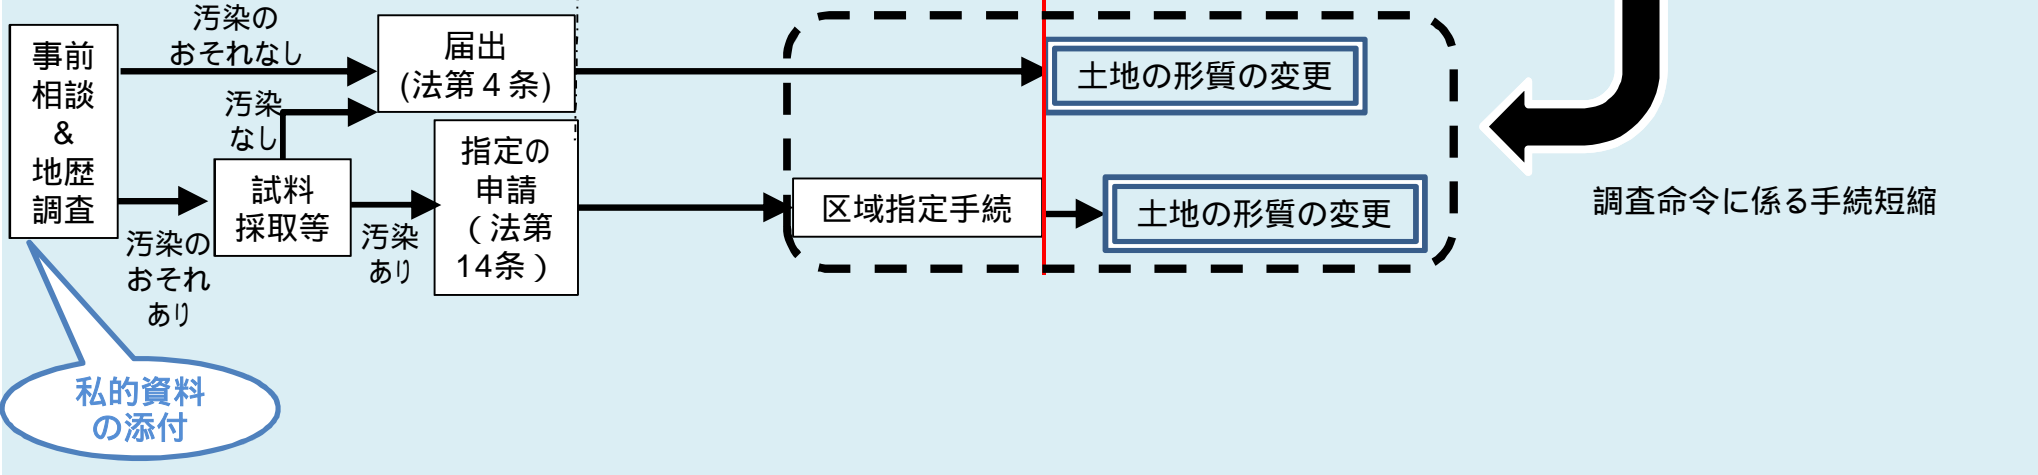 事前
相談
&
地歴
調査
汚染の
おそれなし
汚染
なし
届出
(法第４条)
土地の形質の変更
汚染の
おそれ
あり
試料
採取等
汚染
あり
指定の
申請
（法第
14条）
区域指定手続
土地の形質の変更
調査命令に係る手続短縮
私的資料
の添付